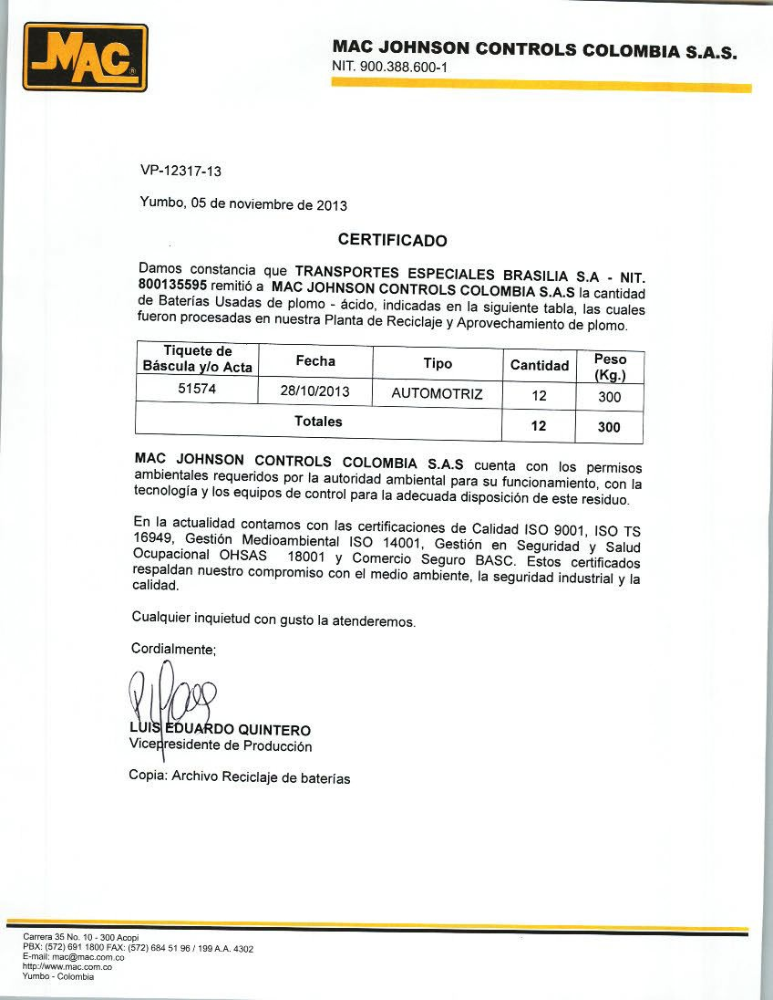 MAC®
MAC JOHNSON CONTROLS COLOMBIA S.A.S.
NIT. 900.388.600-1
VP-12317-13
Yumbo, 05 de noviembre de 2013
CERTIFICADO
Damos constancia que TRANSPORTES ESPECIALES BRASILIA S.A - NIT.
800135595 remitió a MAC JOHNSON CONTROLS COLOMBIA S.A.S la cantidad
de Baterías Usadas de plomo - ácido, indicadas en la siguiente tabla, las cuales
fueron procesadas en nuestra Planta de Reciclaje y Aprovechamiento de plomo.
Tiquete de Báscula y/o Acta Fecha Tipo Cantidad Peso (Kg.)
51574 28/10/2013 AUTOMOTRIZ 12 300
Totales 12 300
MAC JOHNSON CONTROLS COLOMBIA S.A.S cuenta con los permisos
ambientales requeridos por la autoridad ambiental para su funcionamiento, con la
tecnología y los equipos de control para la adecuada disposición de este residuo.
En la actualidad contamos con las certificaciones de Calidad ISO 9001, ISO TS
16949, Gestión Medioambiental ISO 14001, Gestión en Seguridad y Salud
Ocupacional OHSAS 18001 y Comercio Seguro BASC. Estos certificados
respaldan nuestro compromiso con el medio ambiente, la seguridad industrial y la
calidad.
Cualquier inquietud con gusto la atenderemos.
Cordialmente;
LUIS EDUARDO QUINTERO
Vicepresidente de Producción
Copia: Archivo Reciclaje de baterías
Carrera 35 No. 10 - 300 Acopi
PBX: (572) 691 1800 FAX: (572) 684 51 96 / 199 A.A. 4302
E-mail: mac@mac.com.co
http://www.mac.com.co
Yumbo - Colombia